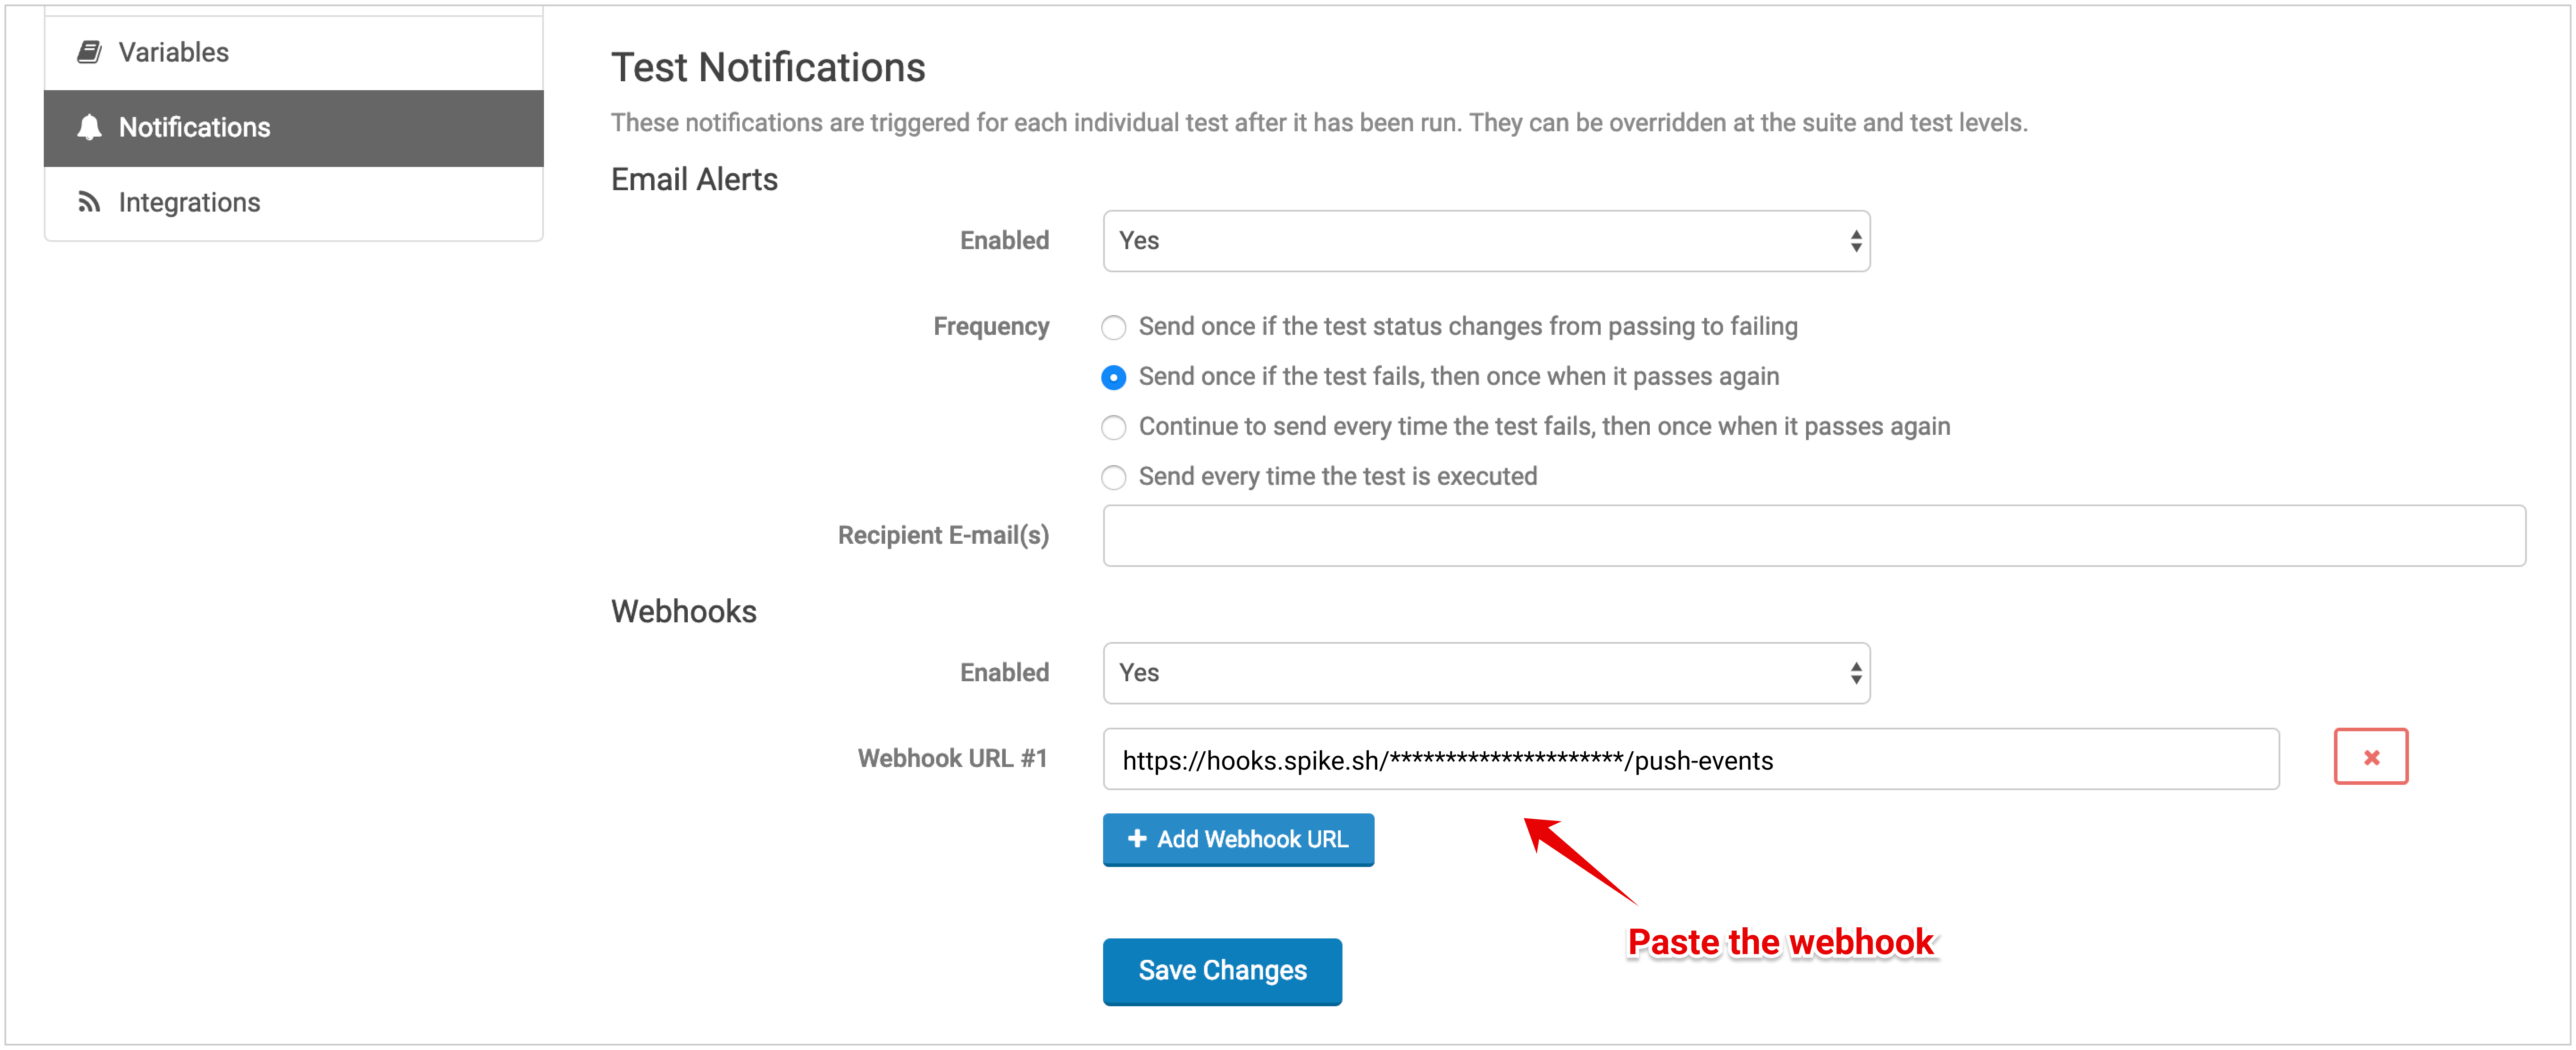 Variables
Notifications
Integrations
Test Notifications
These notifications are triggered for each individual test after it has been run. They can be overridden at the suite and test levels.
Email Alerts
Enabled
Yes
Frequency
Send once if the test status changes from passing to failing
Send once if the test fails, then once when it passes again
Continue to send every time the test fails, then once when it passes again
Send every time the test is executed
Recipient E-mail(s)
Webhooks
Enabled
Yes
Webhook URL #1
https://hooks.spike.sh/*********************/push-events
Add Webhook URL
Paste the webhook
Save Changes